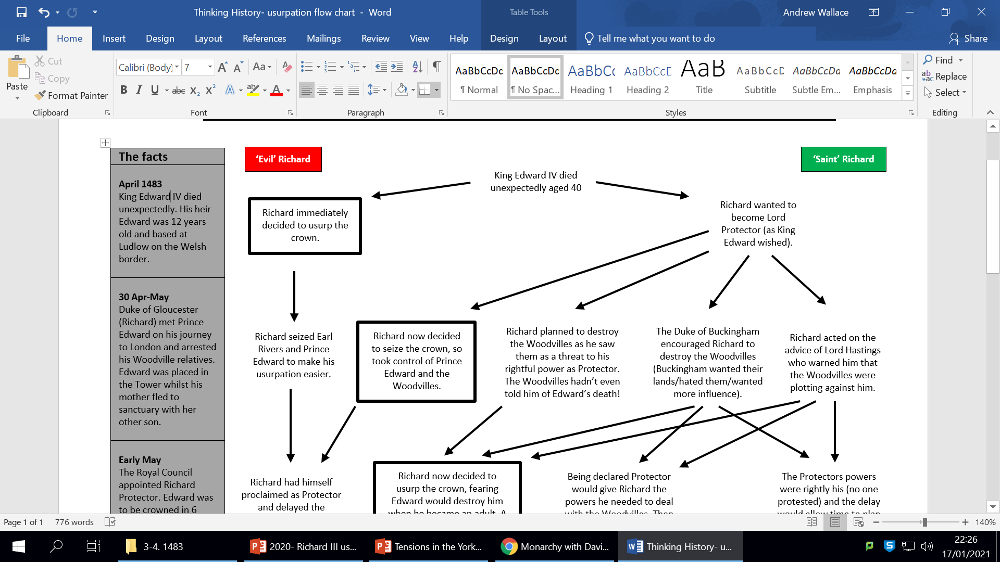 Thinking History- usurpation flow chart - Word
Table Tools
Andrew Wallace
File
Home
Insert
Design
Layout
References
Mailings
Review
View
Help
Design
Layout
Tell me what you want to do
Share
Paste
Cut
Copy
Format Painter
Clipboard
Calibri (Body)
7
Font
Paragraph
AaBbCcDc
¶ Normal
AaBbCcDc
¶ No Spac...
AaBbCc
Heading 1
AaBbCcD
Heading 2
AaB
Title
AaBbCcD
Subtitle
AaBbCcDa
Subtle Em...
AaBbCcDa
Emphasis
Styles
Find
Replace
Select
Editing
The facts
April 1483
King Edward IV died
unexpectedly. His heir
Edward was 12 years
old and based at
Ludlow on the Welsh
border.
30 Apr-May
Duke of Gloucester
(Richard) met Prince
Edward on his journey
to London and arrested
his Woodville relatives.
Edward was placed in
the Tower whilst his
mother fled to
sanctuary with her
other son.
Early May
The Royal Council
appointed Richard
Protector. Edward was
to be crowned in 6
‘Evil’ Richard
‘Saint’ Richard
King Edward IV died
unexpectedly aged 40
Richard immediately
decided to usurp the
crown.
Richard wanted to
become Lord
Protector (as King
Edward wished).
Richard seized Earl
Rivers and Prince
Edward to make his
usurpation easier.
Richard now decided
to seize the crown, so
took control of Prince
Edward and the
Woodvilles.
Richard planned to destroy
the Woodvilles as he saw
them as a threat to his
rightful power as Protector.
The Woodvilles hadn’t even
told him of Edward’s death!
The Duke of Buckingham
encouraged Richard to
destroy the Woodvilles
(Buckingham wanted their
lands/hated them/wanted
more influence).
Richard acted on the
advice of Lord Hastings
who warned him that
the Woodvilles were
plotting against him.
Richard had himself
proclaimed as Protector
and delayed the
Richard now decided to
usurp the crown, fearing
Edward would destroy him
when he became an adult. A
Being declared Protector
would give Richard the
powers he needed to deal
with the Woodvilles. Then
The Protectors powers
were rightly his (no one
protested) and the delay
would allow time to plan
Page 1 of 1
776 words
140%
3-4. 1483
2020- Richard III us...
Tensions in the York...
Monarchy with Davi...
Thinking History- u...
22:26
17/01/2021